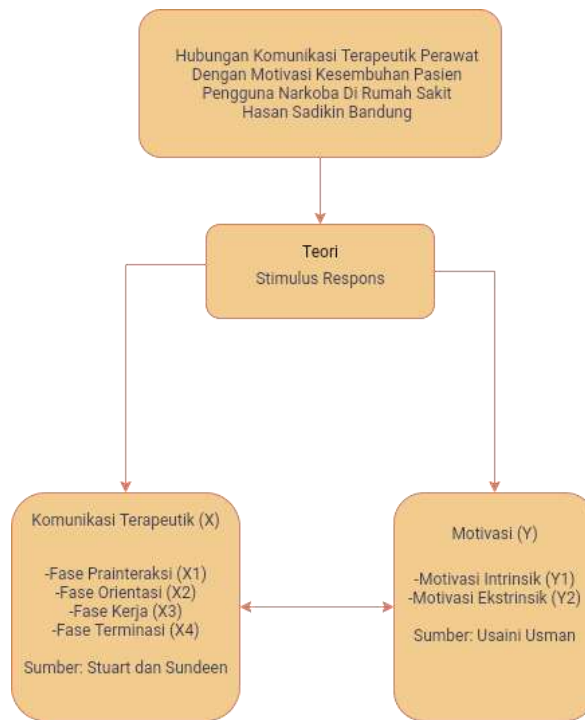 Hubungan Komunikasi Terapeutik Perawat
Dengan Motivasi Kesembuhan Pasien
Pengguna Narkoba Di Rumah Sakit
Hasan Sadikin Bandung
Teori
Stimulus Respons
Komunikasi Terapeutik (X)
-Fase Prainteraksi (X1)
-Fase Orientasi (X2)
-Fase Kerja (X3)
-Fase Terminasi (X4)
Sumber: Stuart dan Sundeen
Motivasi (Y)
-Motivasi Intrinsik (Y1)
-Motivasi Ekstrinsik (Y2)
Sumber: Usaini Usman